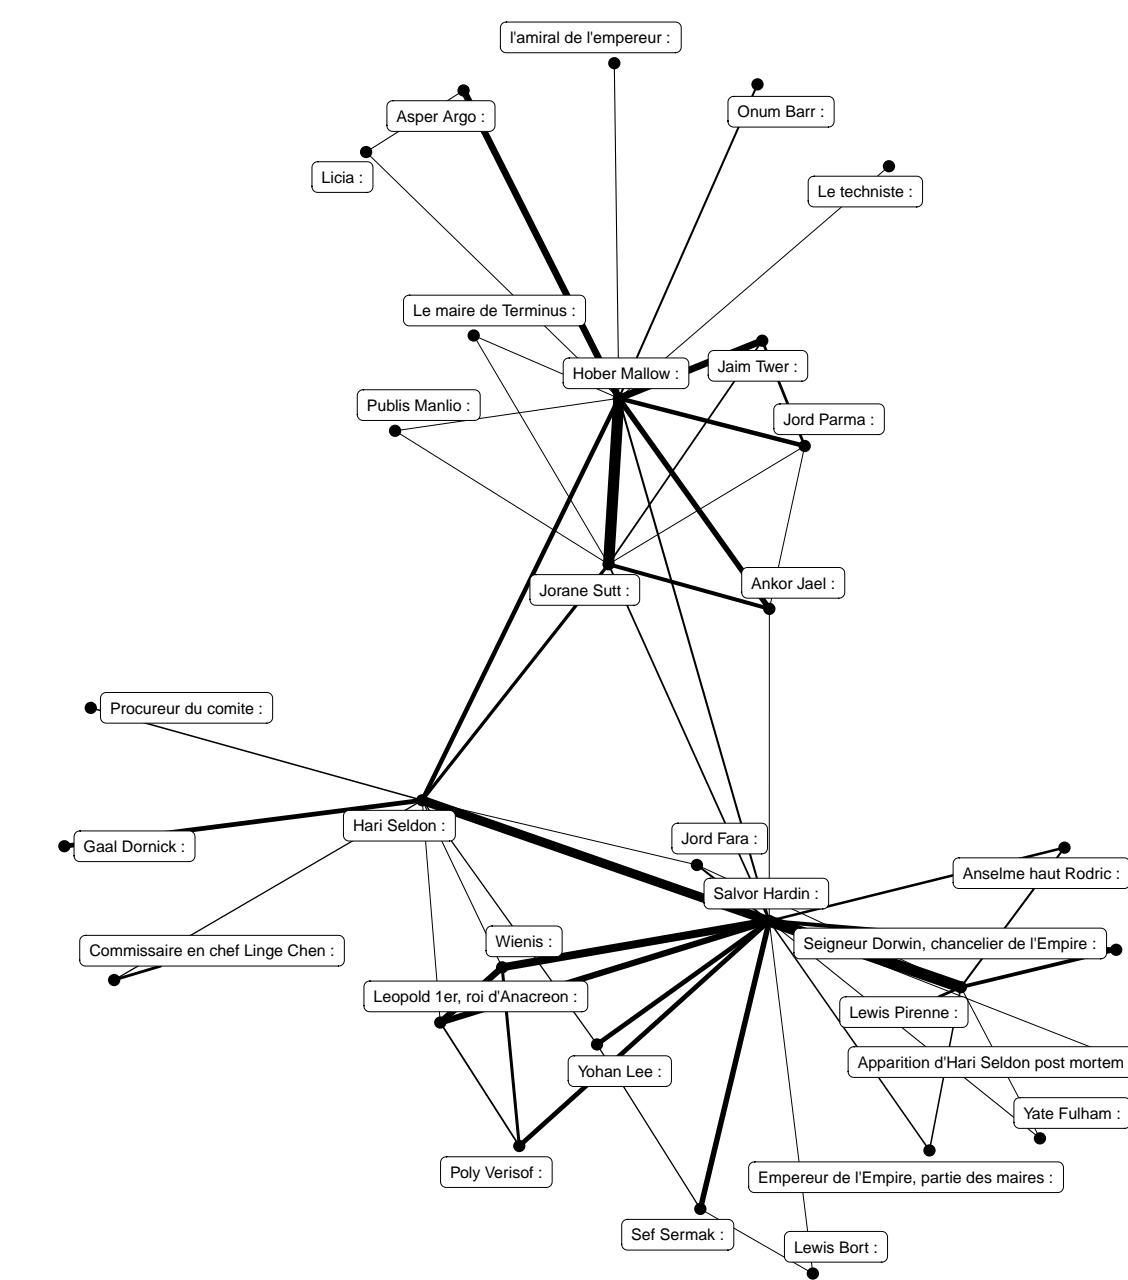 l'amiral de l'empereur :
Asper Argo :
Onum Barr :
Licia :
Le techniste :
Le maire de Terminus :
Hober Mallow :
Jaim Twer :
Publis Manlio :
Jord Parma :
Jorane Sutt :
Ankor Jael :
Procureur du comite :
Hari Seldon :
Gaal Dornick :
Jord Fara :
Anselme haut Rodric :
Salvor Hardin :
Commissaire en chef Linge Chen :
Wienis :
Seigneur Dorwin, chancelier de l'Empire :
Leopold 1er, roi d'Anacreon :
Lewis Pirenne :
Yohan Lee :
Apparition d'Hari Seldon post mortem
Yate Fulham :
Poly Verisof :
Empereur de l'Empire, partie des maires :
Sef Sermak :
Lewis Bort :